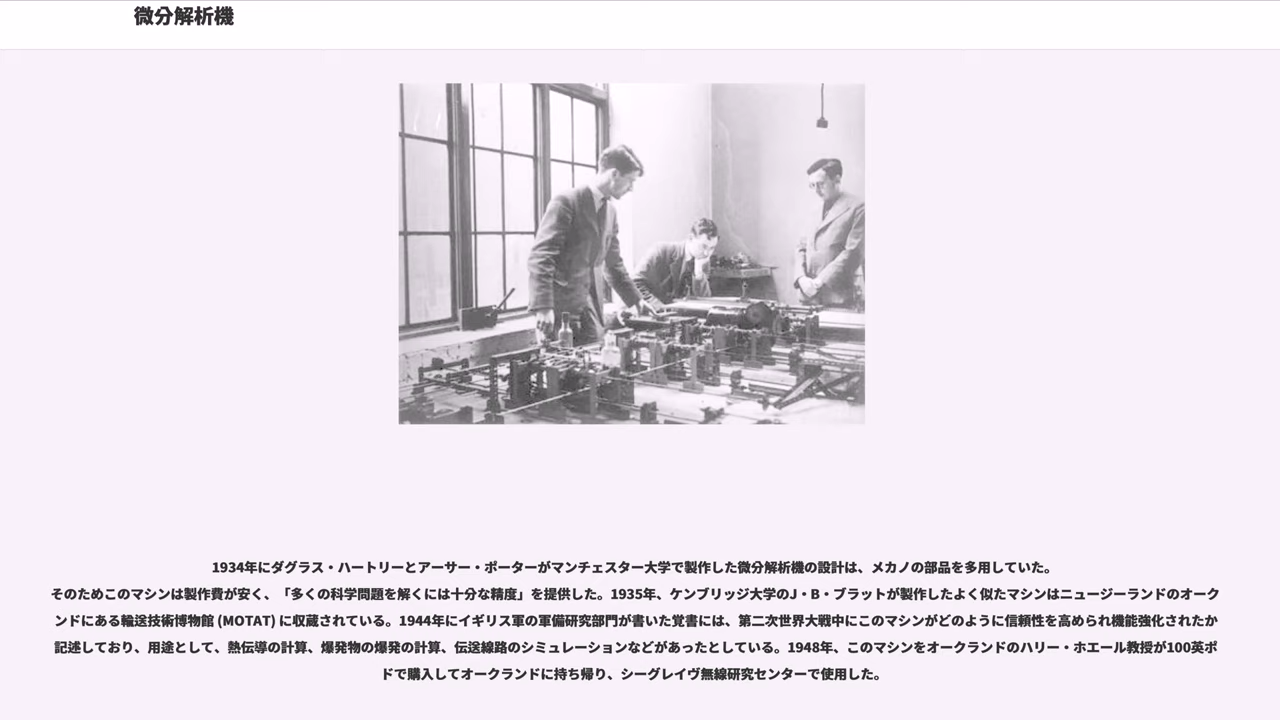 微分解析機
1934年にダグラス・ハートリーとアーサー・ポーターがマンチェスター大学で製作した微分解析機の設計は、メカノの部品を多用していた。
そのためこのマシンは製作費が安く、「多くの科学問題を解くには十分な精度」を提供した。1935年、ケンブリッジ大学のJ・B・ブラットが製作したよく似たマシンはニュージーランドのオーク
ンドにある輸送技術博物館 (MOTAT) に収蔵されている。1944年にイギリス軍の軍備研究部門が書いた覚書には、第二次世界大戦中にこのマシンがどのように信頼性を高められ機能強化されたか
記述しており、用途として、熱伝導の計算、爆発物の爆発の計算、伝送線路のシミュレーションなどがあったとしている。1948年、このマシンをオークランドのハリー・ホエール教授が100英ポ
ドで購入してオークランドに持ち帰り、シーグレイヴ無線研究センターで使用した。